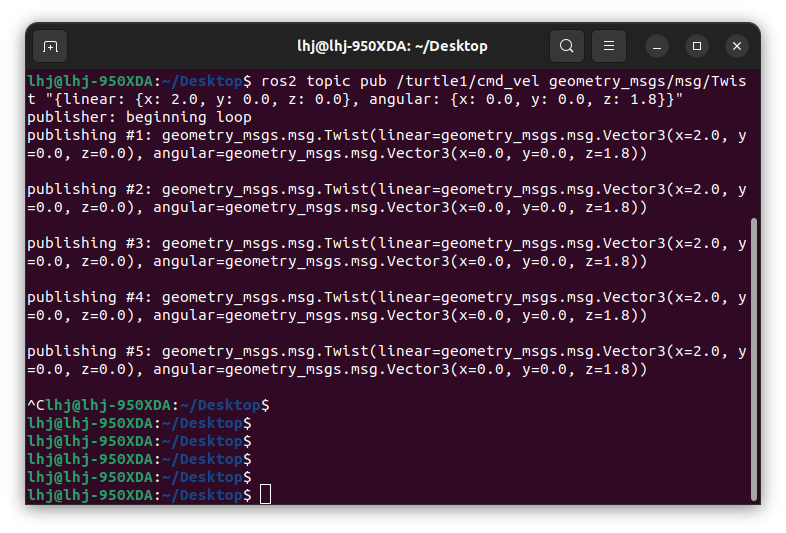 lhj@lhj-950XDA: ~/Desktop
lhj@lhj-950XDA:~/Desktop$ ros2 topic pub /turtle1/cmd_vel geometry_msgs/msg/Twis
t "{linear: {x: 2.0, y: 0.0, z: 0.0}, angular: {x: 0.0, y: 0.0, z: 1.8}}"
publisher: beginning loop
publishing #1: geometry_msgs.msg.Twist(linear=geometry_msgs.msg.Vector3(x=2.0, y
=0.0, z=0.0), angular=geometry_msgs.msg.Vector3(x=0.0, y=0.0, z=1.8))
publishing #2: geometry_msgs.msg.Twist(linear=geometry_msgs.msg.Vector3(x=2.0, y
=0.0, z=0.0), angular=geometry_msgs.msg.Vector3(x=0.0, y=0.0, z=1.8))
publishing #3: geometry_msgs.msg.Twist(linear=geometry_msgs.msg.Vector3(x=2.0, y
=0.0, z=0.0), angular=geometry_msgs.msg.Vector3(x=0.0, y=0.0, z=1.8))
publishing #4: geometry_msgs.msg.Twist(linear=geometry_msgs.msg.Vector3(x=2.0, y
=0.0, z=0.0), angular=geometry_msgs.msg.Vector3(x=0.0, y=0.0, z=1.8))
publishing #5: geometry_msgs.msg.Twist(linear=geometry_msgs.msg.Vector3(x=2.0, y
=0.0, z=0.0), angular=geometry_msgs.msg.Vector3(x=0.0, y=0.0, z=1.8))
^Clhj@lhj-950XDA:~/Desktop$
lhj@lhj-950XDA:~/Desktop$
lhj@lhj-950XDA:~/Desktop$
lhj@lhj-950XDA:~/Desktop$
lhj@lhj-950XDA:~/Desktop$
lhj@lhj-950XDA:~/Desktop$